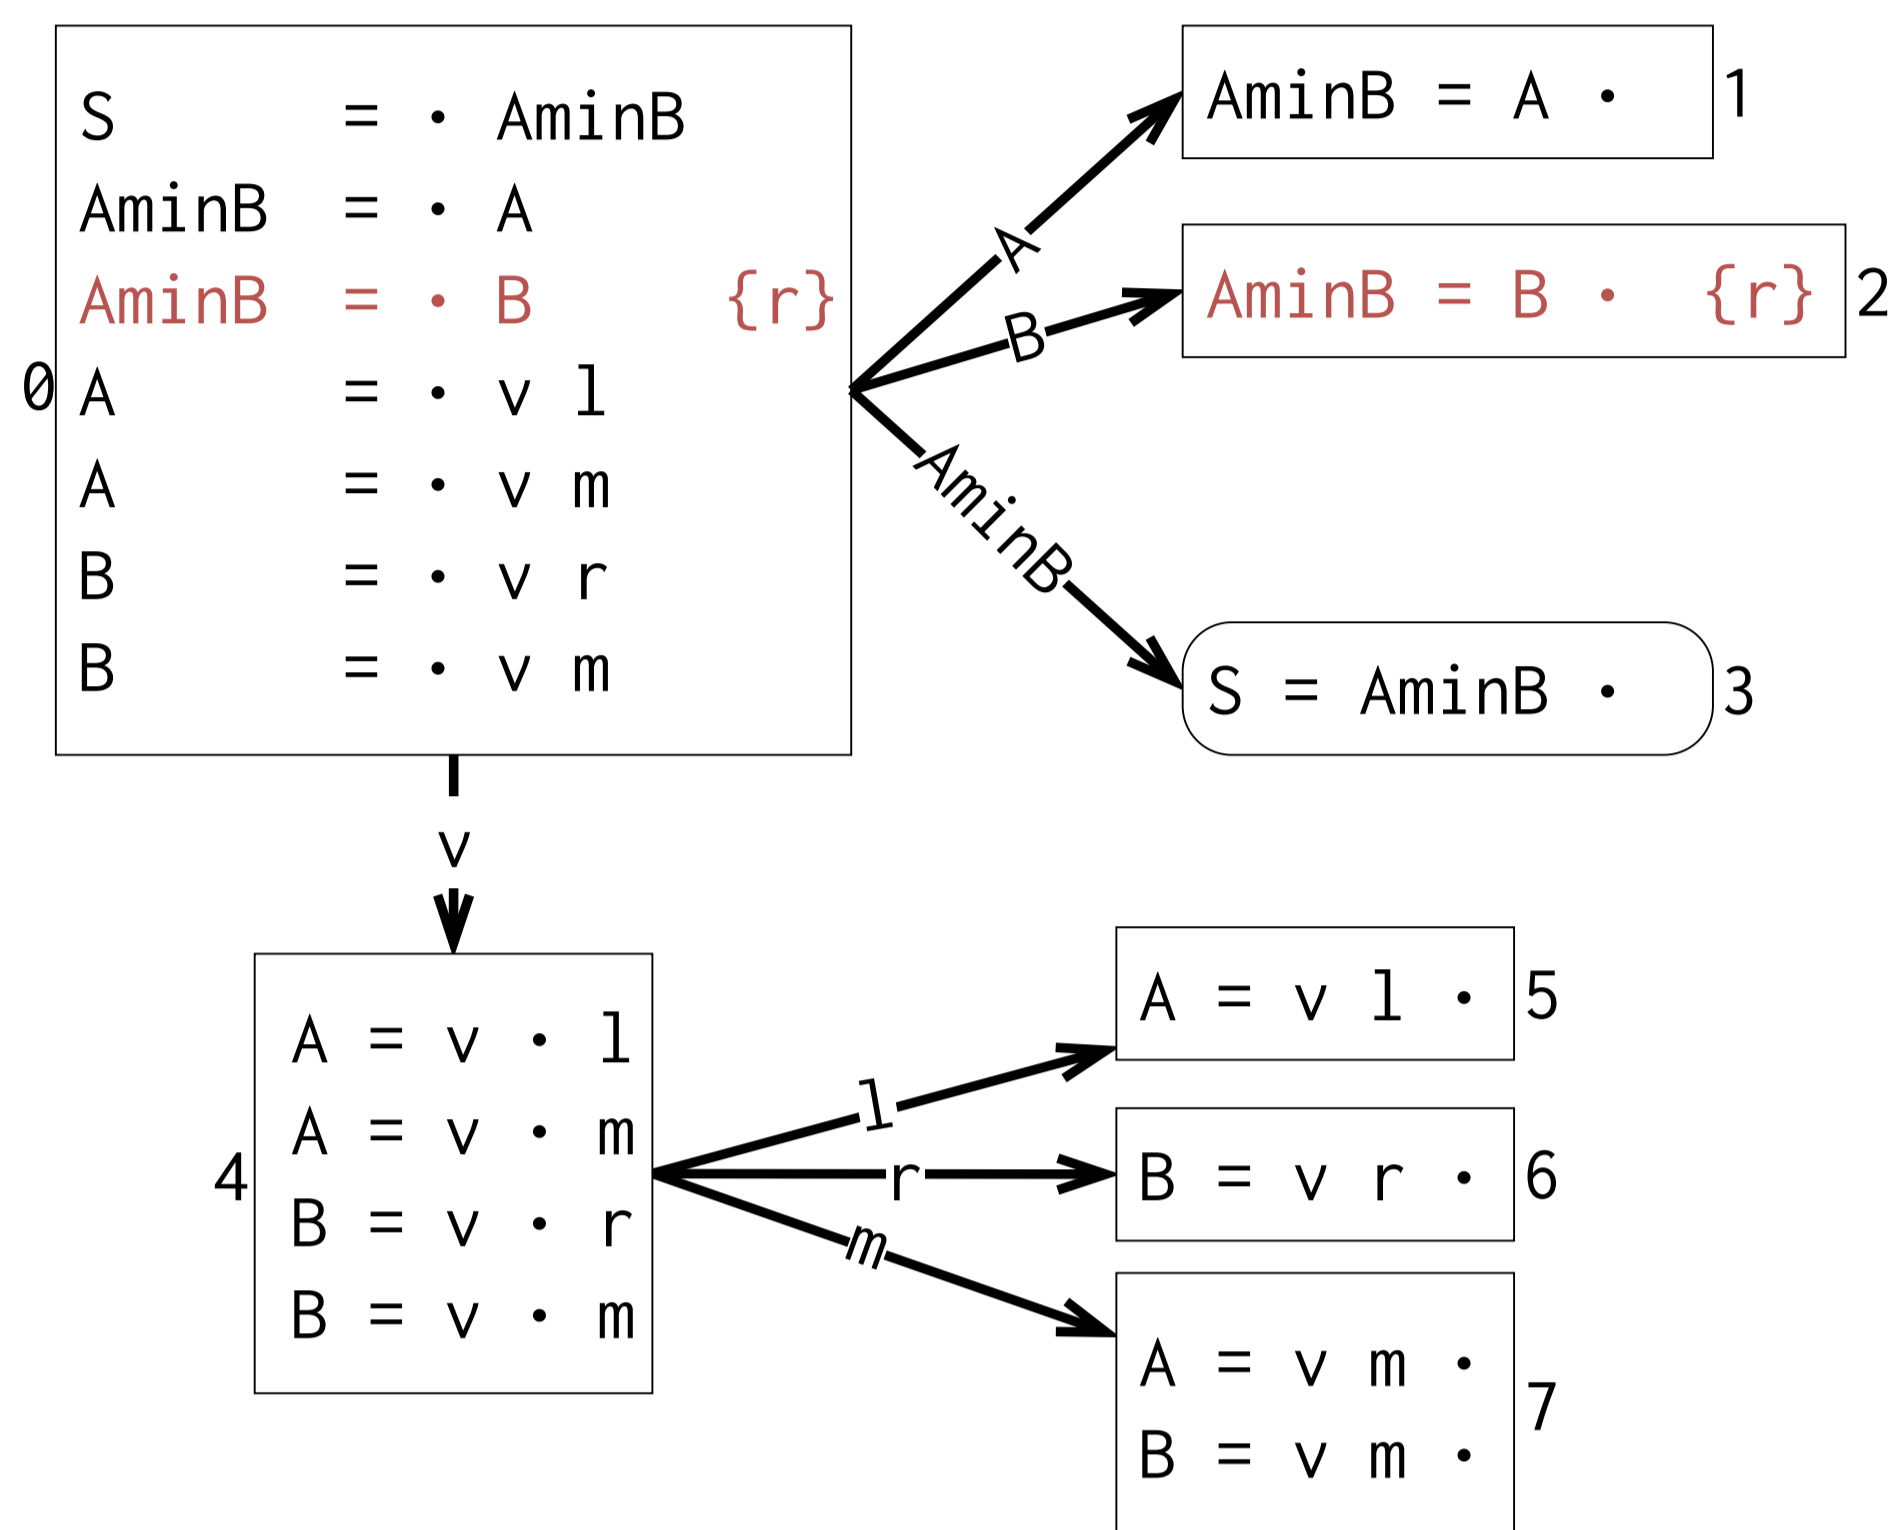 0
S = · AminB
AminB = · A
AminB = · B {r}
A = · v l
A = · v m
B = · v r
B = · v m
A
B
AminB
v
AminB = A · 1
AminB = B · {r} 2
S = AminB · 3
4
A = v · l
A = v · m
B = v · r
B = v · m
l
r
m
A = v l · 5
B = v r · 6
A = v m ·
B = v m ·
7